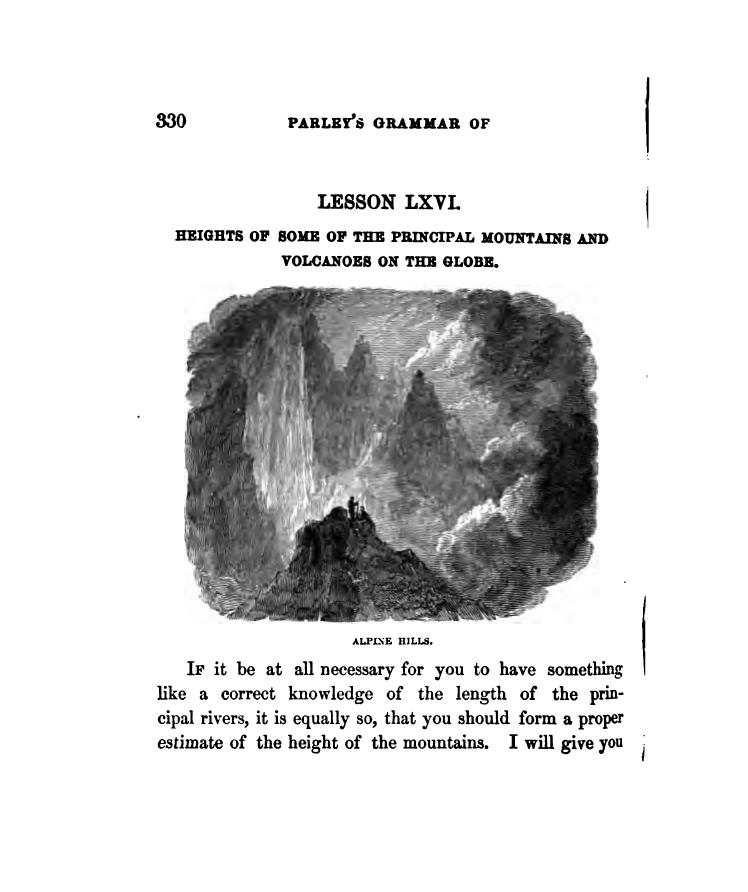 330 PARLEY'S GRAMMAR OF
LESSON LXVI.
HEIGHTS OF SOME OF THE PRINCIPAL MOUNTAINS AND
VOLCANOES ON THE GLOBE.
ALPINE HILLS.
IF it be at all necessary for you to have something
like a correct knowledge of the length of the prin-
cipal rivers, it is equally so, that you should form a proper
estimate of the height of the mountains. I will give you